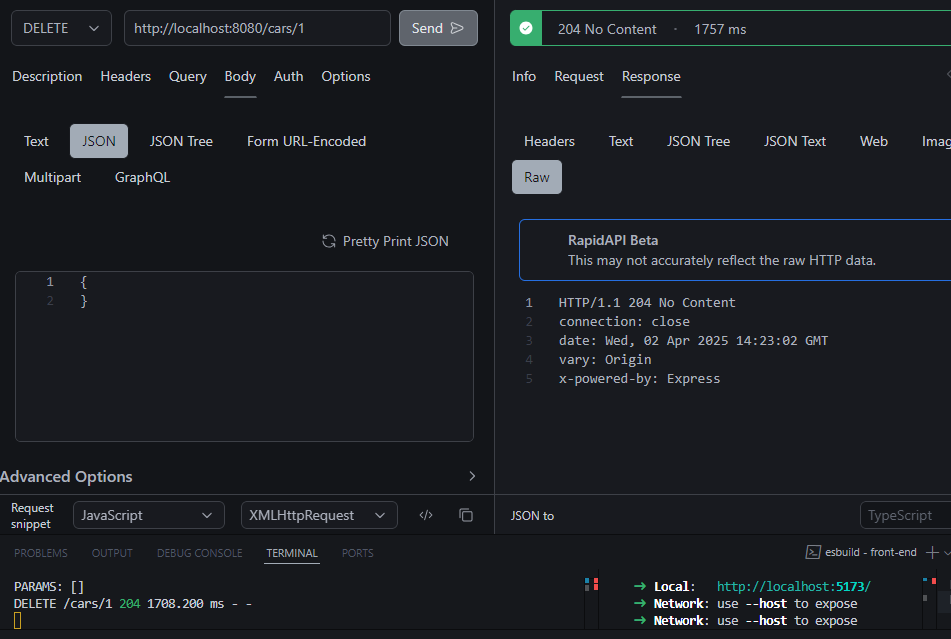 DELETE
http://localhost:8080/cars/1
Send
Description Headers Query Body Auth Options
Text JSON JSON Tree Form URL-Encoded
Multipart GraphQL
Pretty Print JSON
1 {
2 }
Advanced Options
Request
snippet
JavaScript
XMLHttpRequest
</>
204 No Content · 1757 ms
Info Request Response
Headers Text JSON Tree JSON Text Web Imag
Raw
RapidAPI Beta
This may not accurately reflect the raw HTTP data.
1 HTTP/1.1 204 No Content
2 connection: close
3 date: Wed, 02 Apr 2025 14:23:02 GMT
4 vary: Origin
5 x-powered-by: Express
JSON to
TypeScript
PROBLEMS OUTPUT DEBUG CONSOLE TERMINAL PORTS
esbuild - front-end
PARAMS: []
DELETE /cars/1 204 1708.200 ms - -
➜ Local: http://localhost:5173/
➜ Network: use --host to expose
➜ Network: use --host to expose